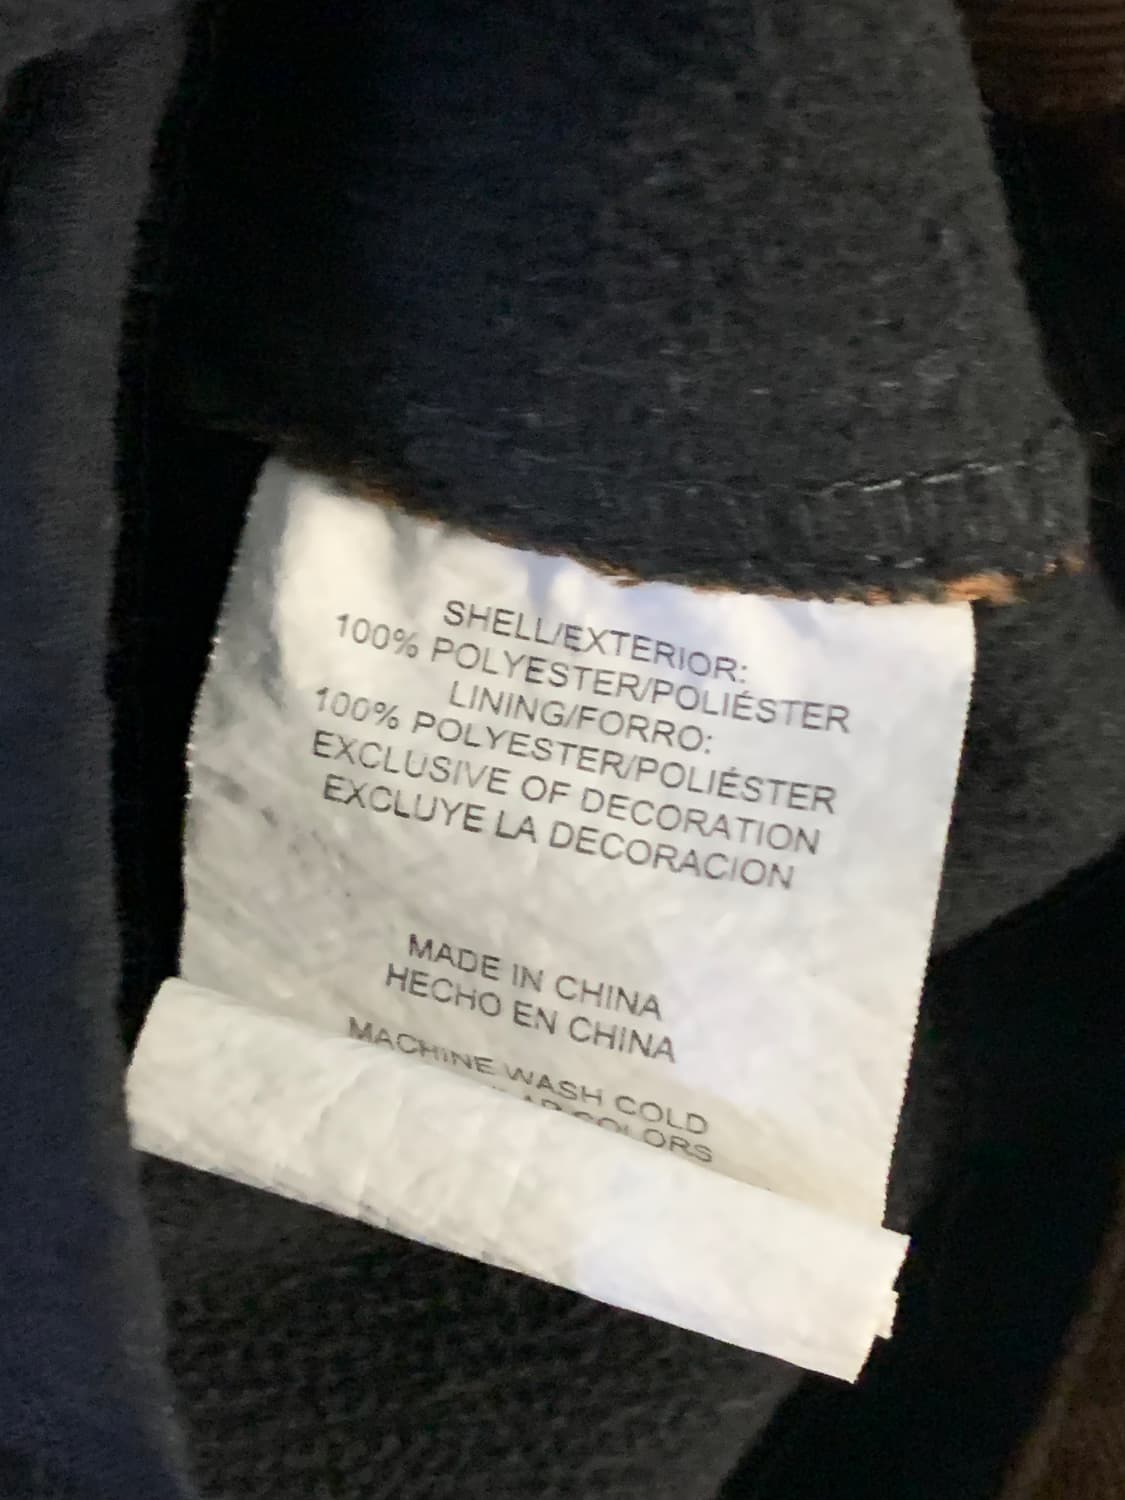 SHELL/EXTERIOR:
100% POLYESTER/POLIÉSTER
LINING/FORRO:
100% POLYESTER/POLIÉSTER
EXCLUSIVE OF DECORATION
EXCLUYE LA DECORACION
MADE IN CHINA
HECHO EN CHINA
MACHINE WASH COLD
COLORS